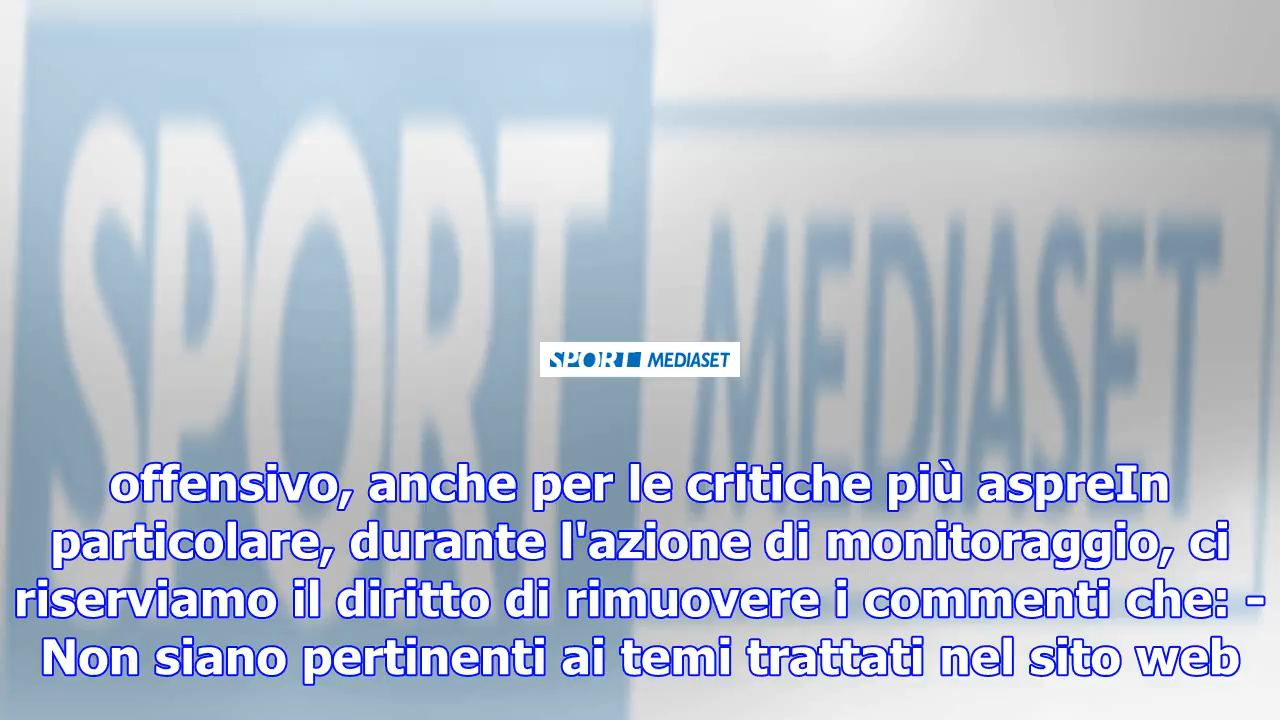 SPORT MEDIASET
SPORT MEDIASET
offensivo, anche per le critiche più aspreIn
particolare, durante l'azione di monitoraggio, ci
riserviamo il diritto di rimuovere i commenti che: -
Non siano pertinenti ai temi trattati nel sito web